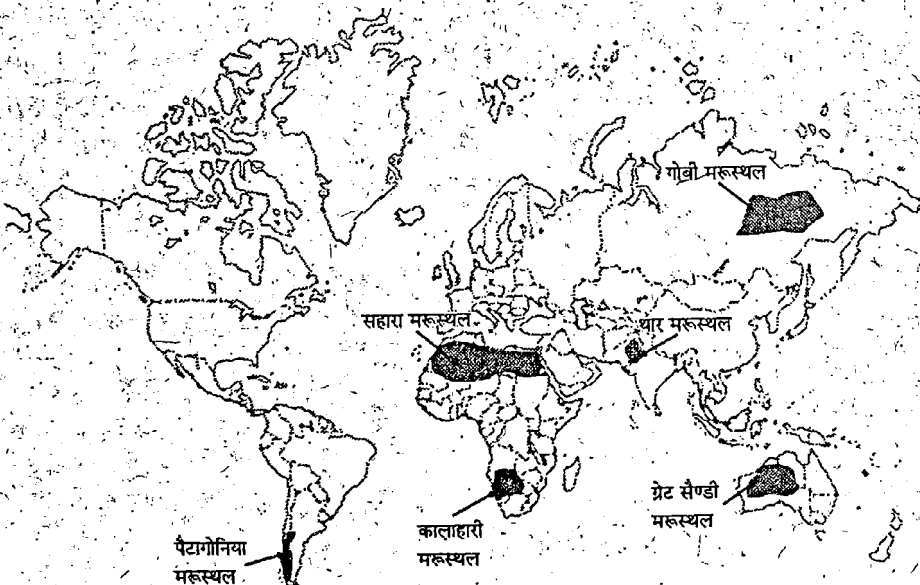 गोबी मरूस्थल
सहारा मरूस्थल
थार मरूस्थल
ग्रेट सैण्डी
मरूस्थल
कालाहारी
मरूस्थल
पैटागोनिया
मरूस्थल